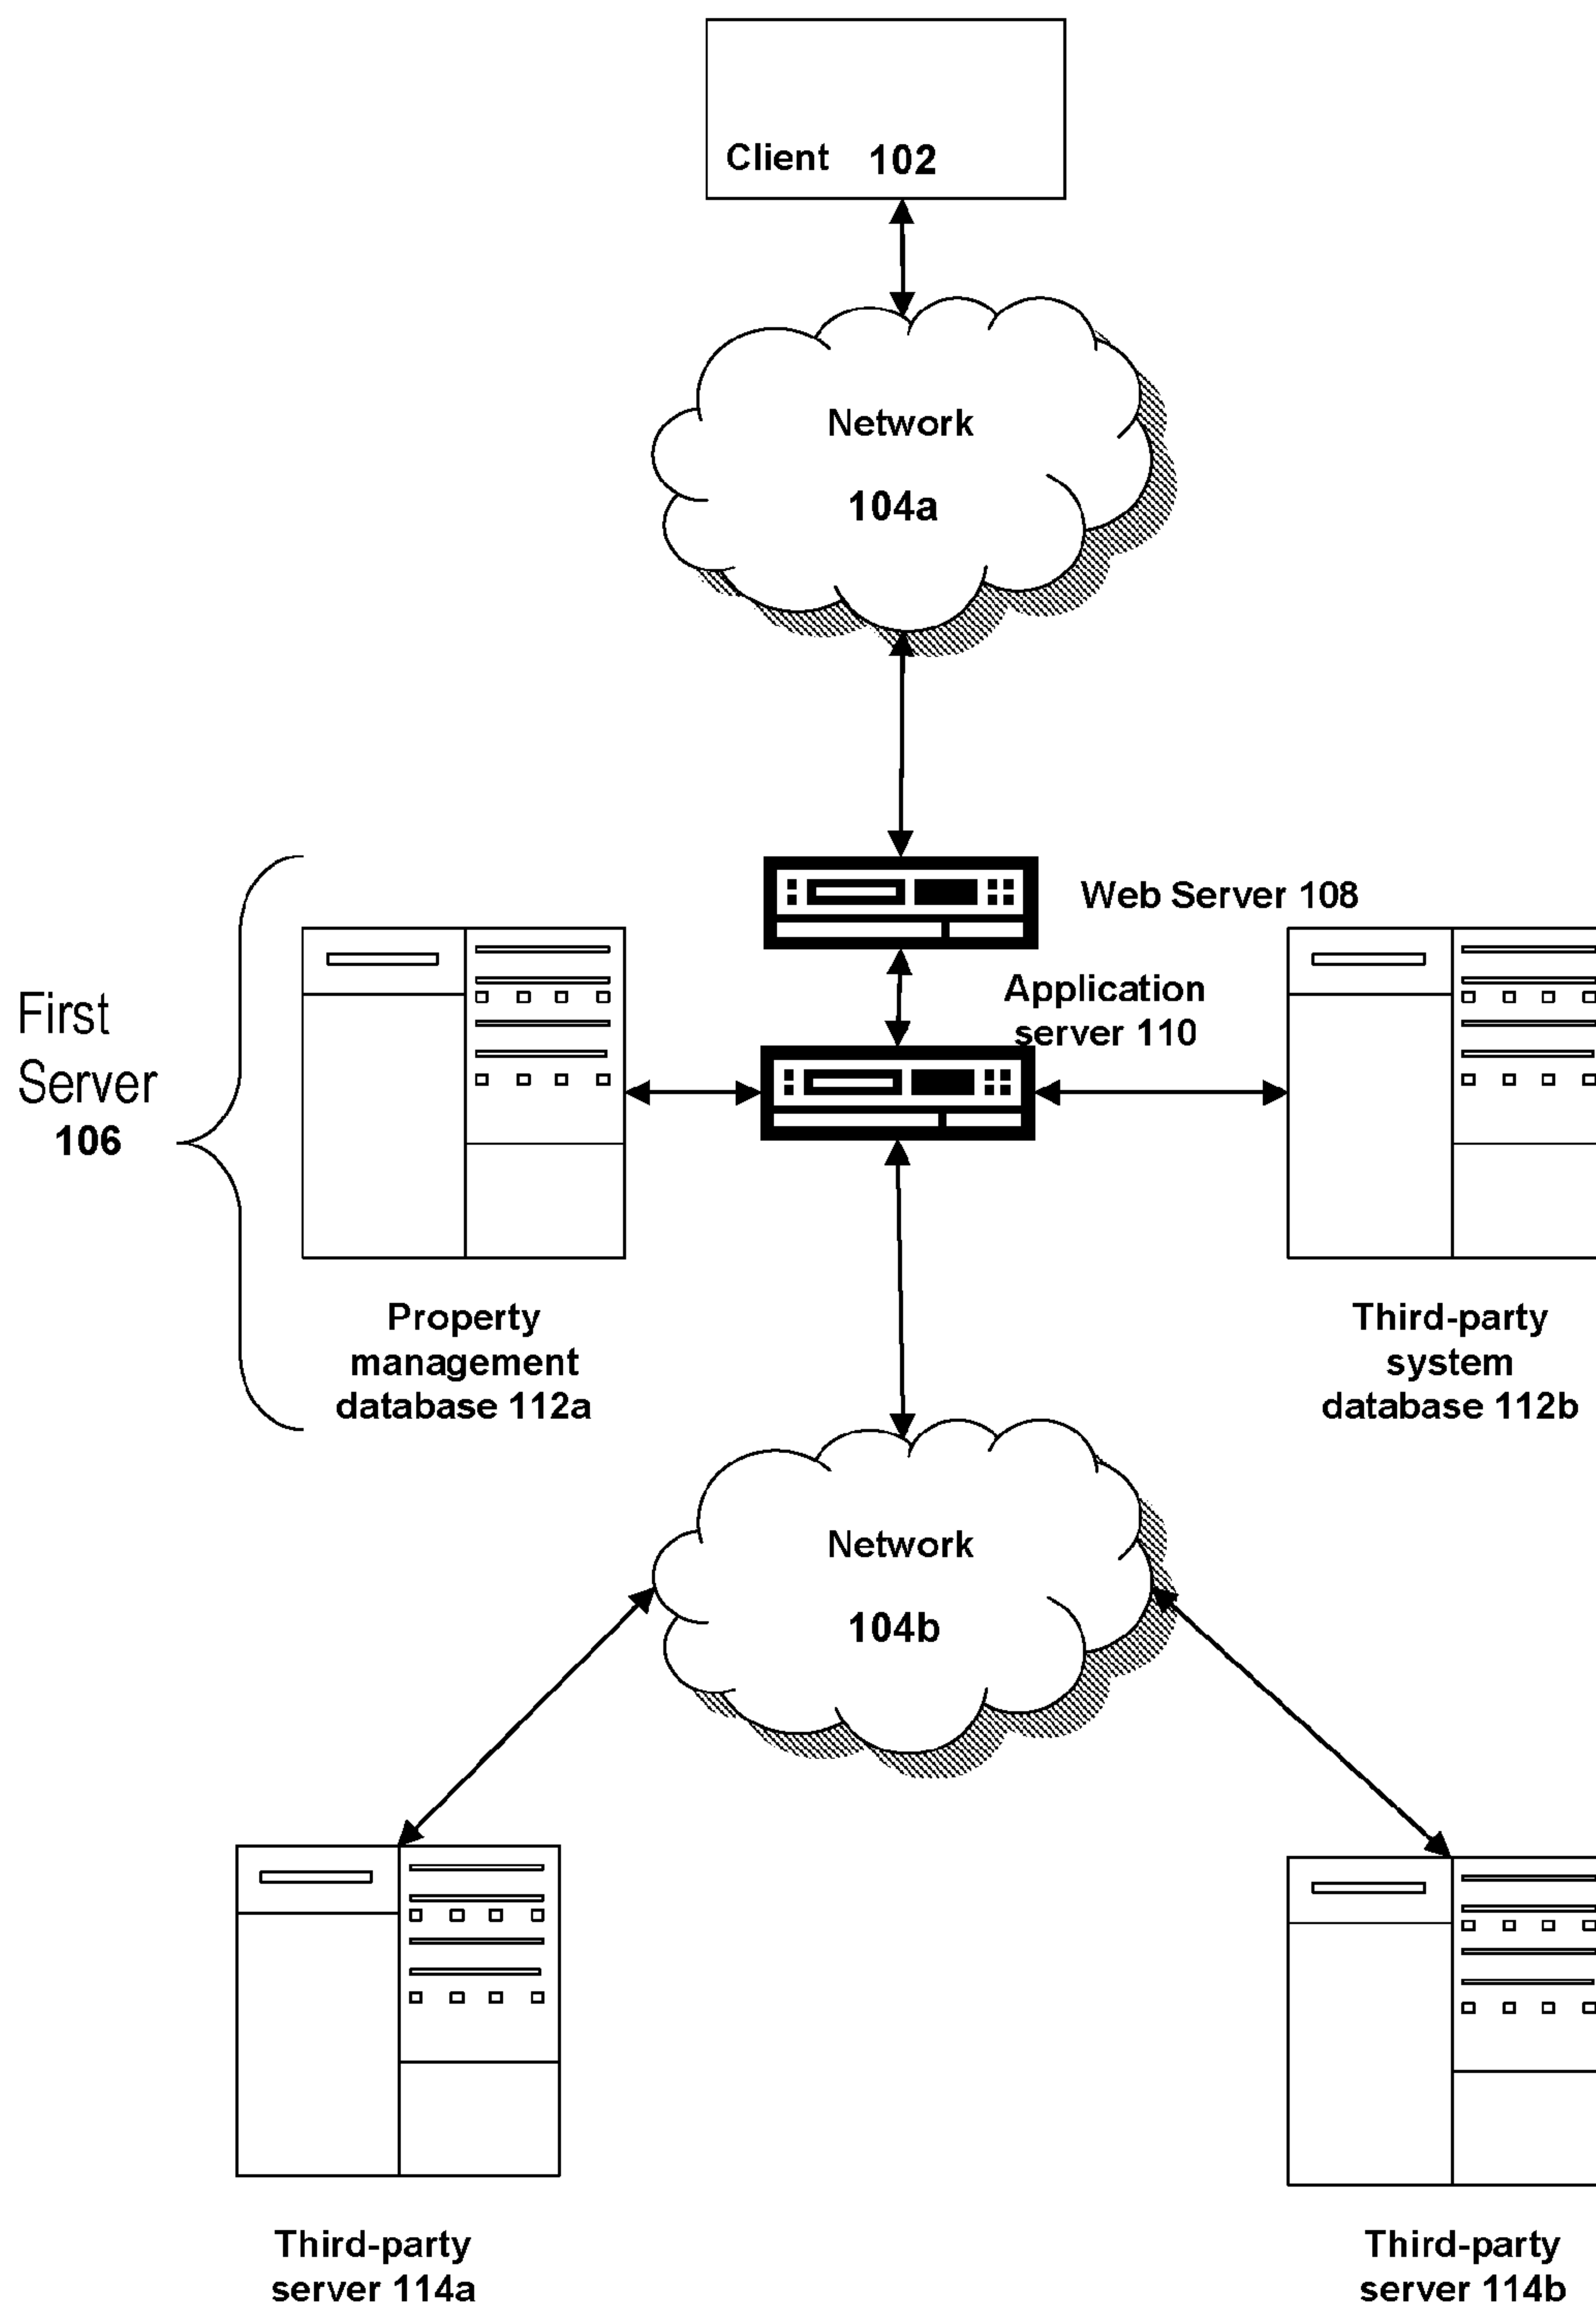 Client 102
Network
104a
Web Server 108
Application
server 110
First
Server
106
Property
management
database 112a
Third-party
system
database 112b
Network
104b
Third-party
server 114a
Third-party
server 114b